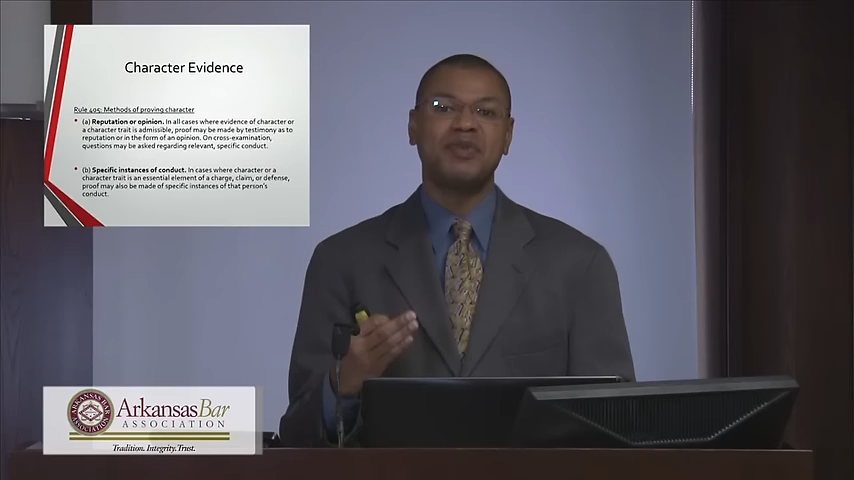 Character Evidence
Rule 405: Methods of proving character
• (a) Reputation or opinion. In all cases where evidence of character or
a character trait is admissible, proof may be made by testimony as to
reputation or in the form of an opinion. On cross-examination,
questions may be asked regarding relevant, specific conduct.
• (b) Specific instances of conduct. In cases where character or a
character trait is an essential element of a charge, claim, or defense,
proof may also be made of specific instances of that person's
conduct.
ARKANSAS BAR
ASSOCIATION
ArkansasBar
ASSOCIATION
Tradition. Integrity. Trust.